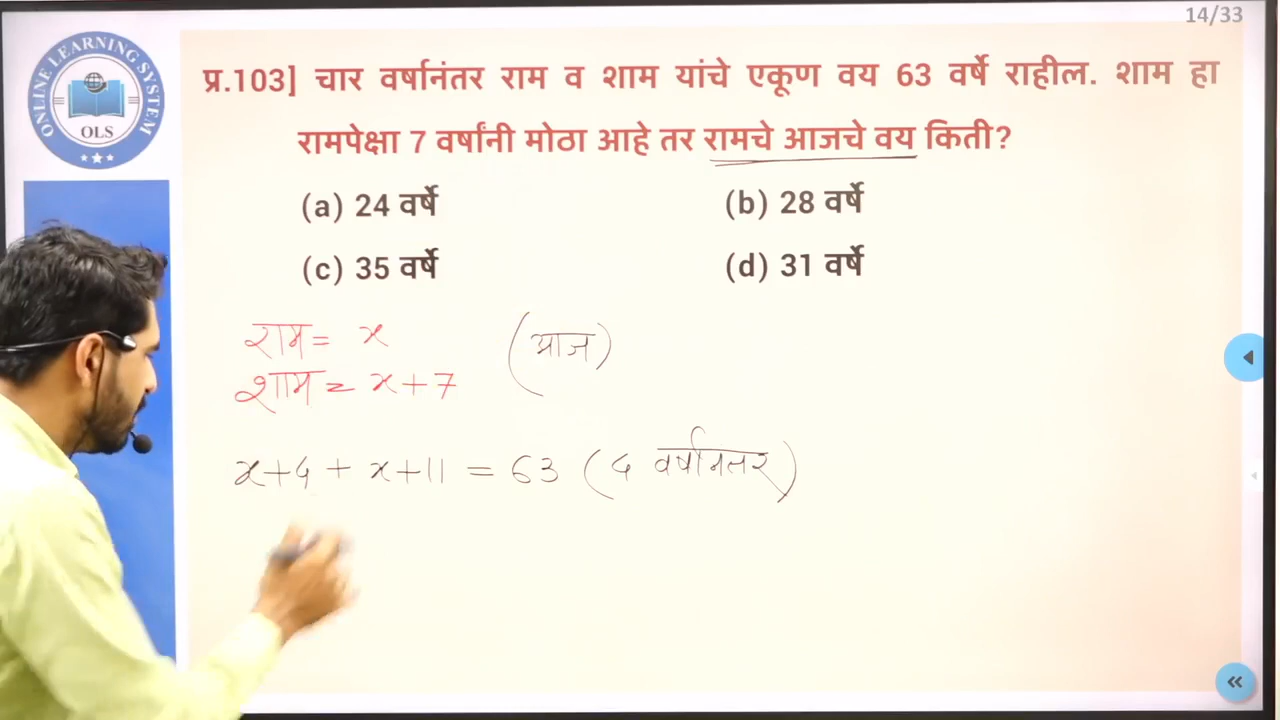 14/33
ONLINE LEARNING SYSTEM
OLS
प्र.103] चार वर्षानंतर राम व शाम यांचे एकूण वय 63 वर्षे राहील. शाम हा
रामपेक्षा 7 वर्षांनी मोठा आहे तर रामचे आजचे वय किती?
(a) 24 वर्षे (b) 28 वर्षे
(c) 35 वर्षे (d) 31 वर्षे
राम = x (आज)
शाम = x+7
x+4 + x+11 = 63 (4 वर्षानंतर)